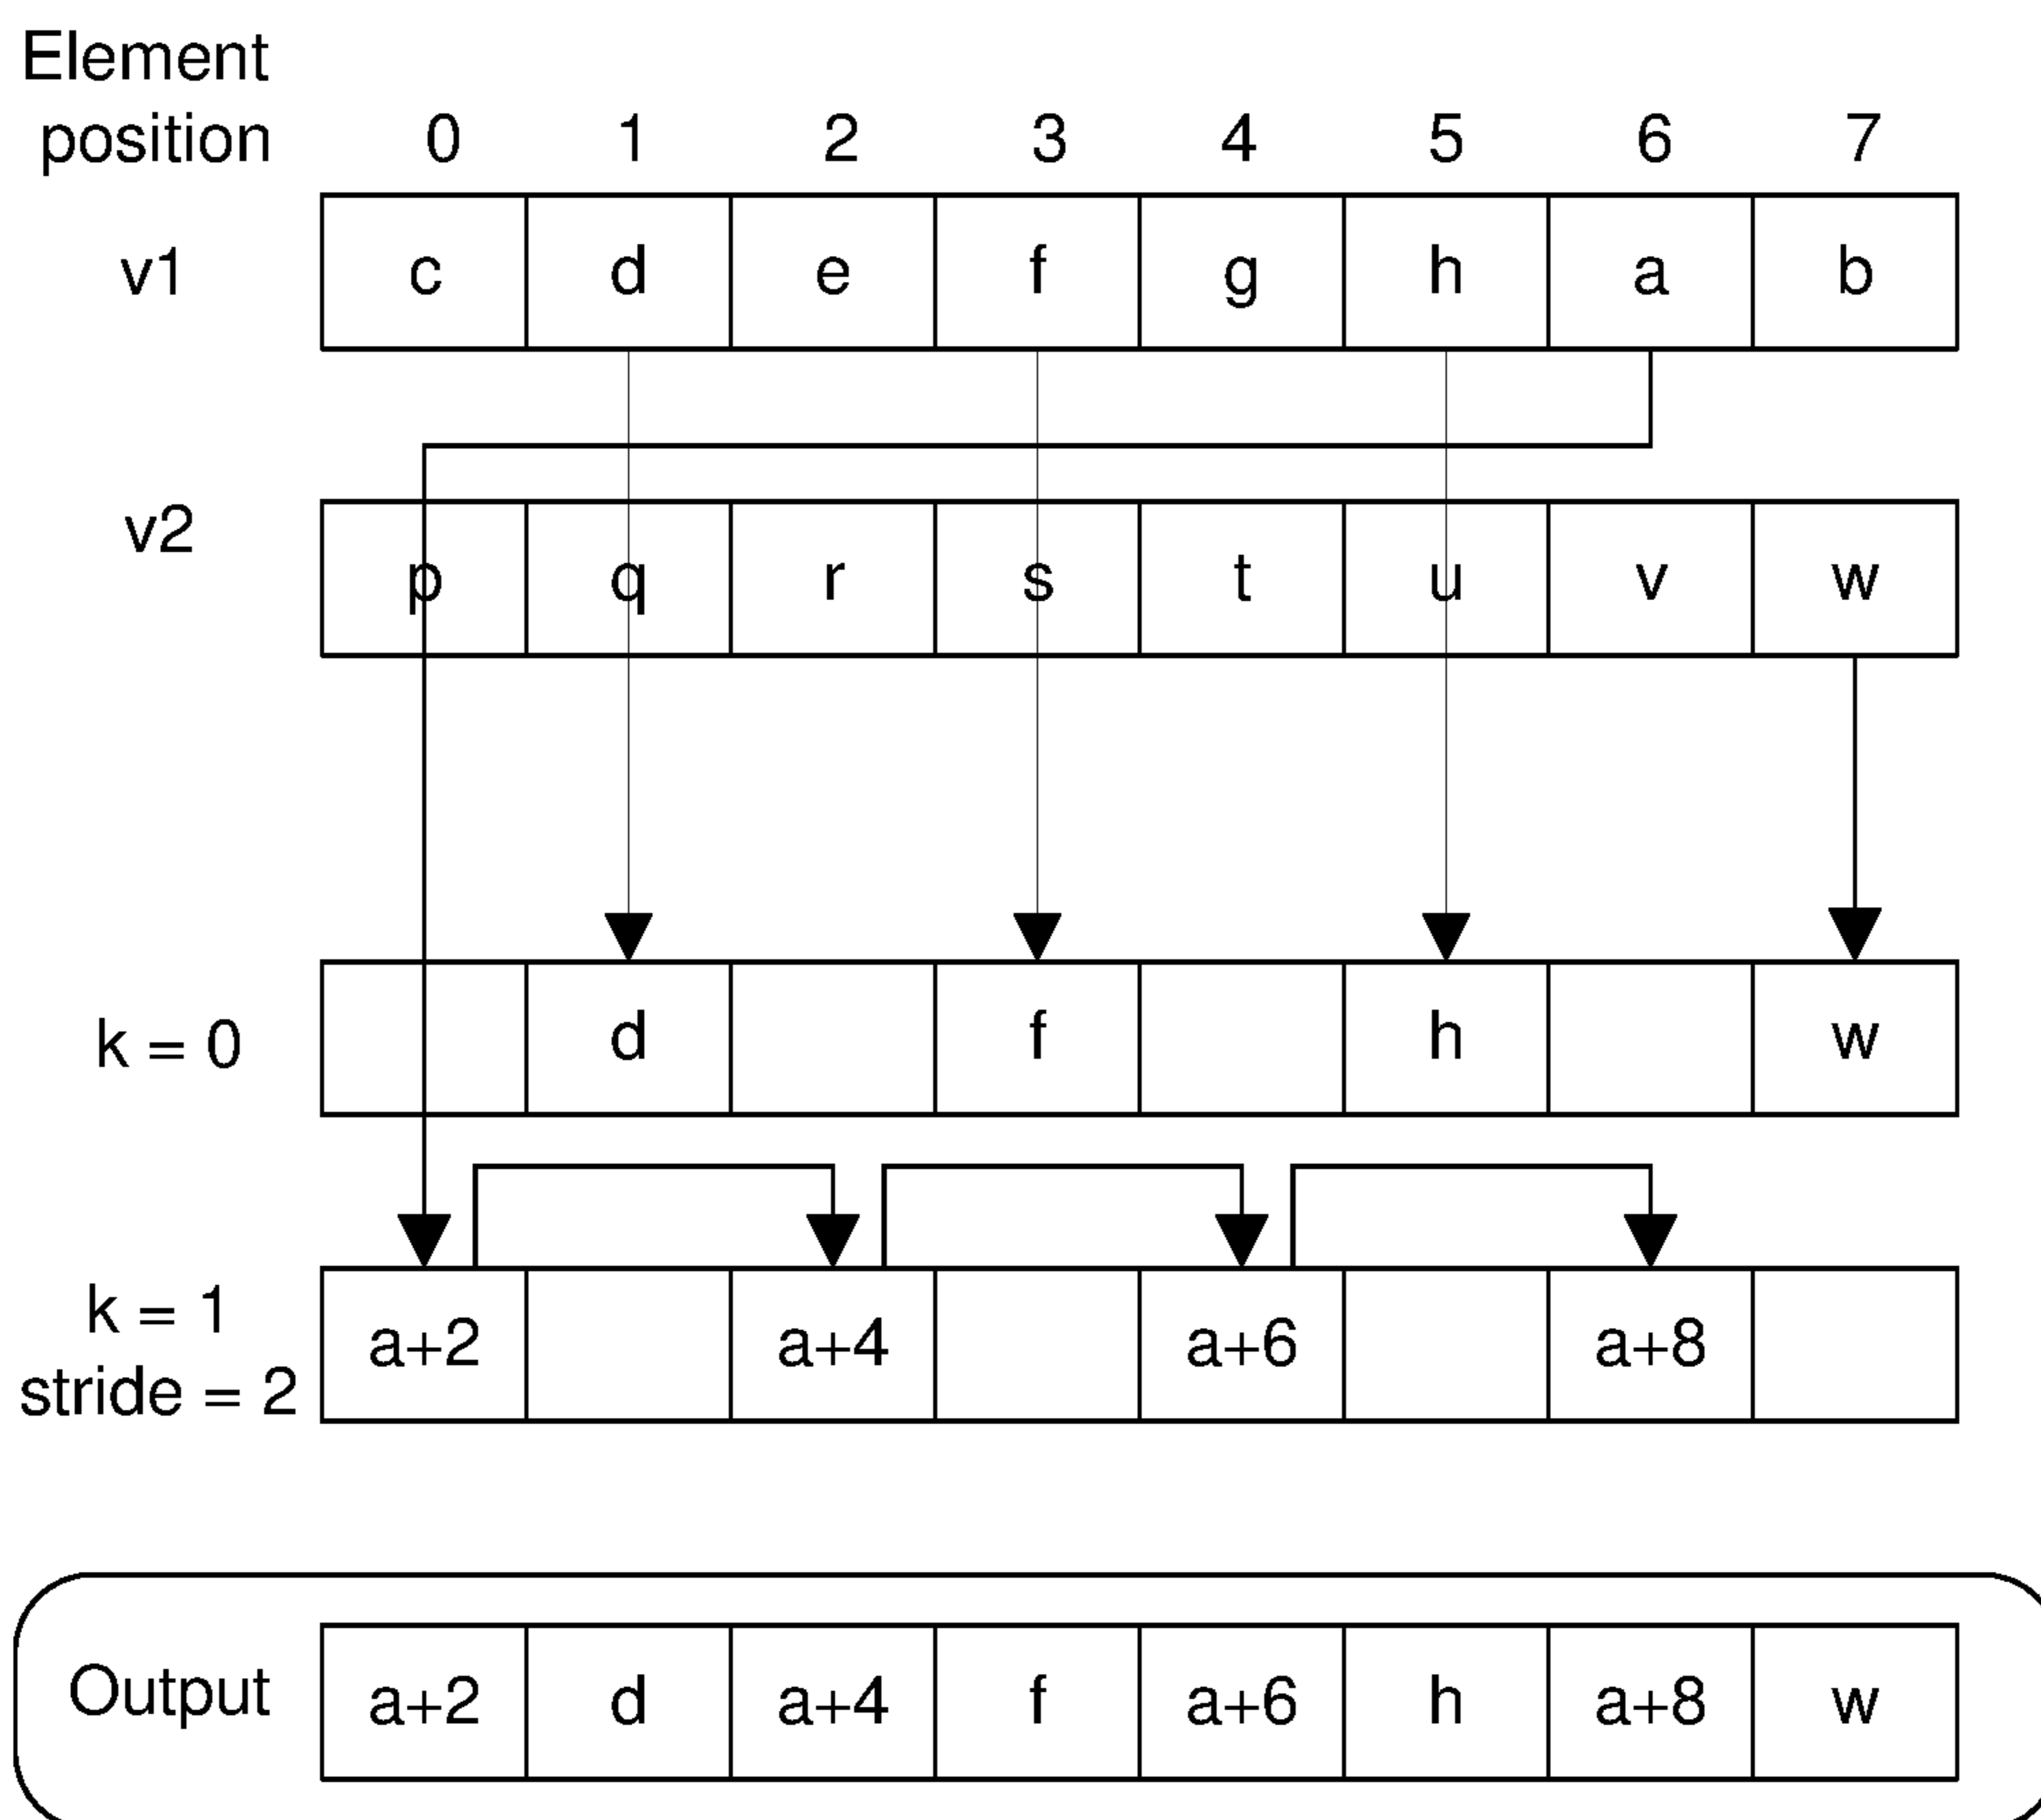 Element
position 0 1 2 3 4 5 6 7
v1 c d e f g h a b
v2 p q r s t u v w
k = 0 d f h w
k = 1
stride = 2 a+2 a+4 a+6 a+8
Output a+2 d a+4 f a+6 h a+8 w